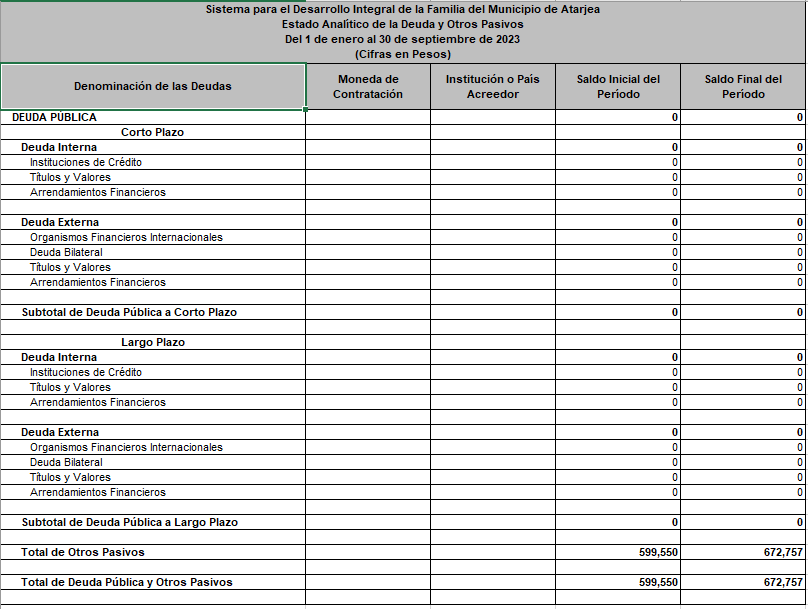 Sistema para el Desarrollo Integral de la Familia del Municipio de Atarjea
Estado Analítico de la Deuda y Otros Pasivos
Del 1 de enero al 30 de septiembre de 2023
(Cifras en Pesos)
Denominación de las Deudas Moneda de Contratación Institución o País Acreedor Saldo Inicial del Período Saldo Final del Período
DEUDA PÚBLICA 0 0
Corto Plazo
Deuda Interna 0 0
Instituciones de Crédito 0 0
Títulos y Valores 0 0
Arrendamientos Financieros 0 0
Deuda Externa 0 0
Organismos Financieros Internacionales 0 0
Deuda Bilateral 0 0
Títulos y Valores 0 0
Arrendamientos Financieros 0 0
Subtotal de Deuda Pública a Corto Plazo 0 0
Largo Plazo
Deuda Interna 0 0
Instituciones de Crédito 0 0
Títulos y Valores 0 0
Arrendamientos Financieros 0 0
Deuda Externa 0 0
Organismos Financieros Internacionales 0 0
Deuda Bilateral 0 0
Títulos y Valores 0 0
Arrendamientos Financieros 0 0
Subtotal de Deuda Pública a Largo Plazo 0 0
Total de Otros Pasivos 599,550 672,757
Total de Deuda Pública y Otros Pasivos 599,550 672,757